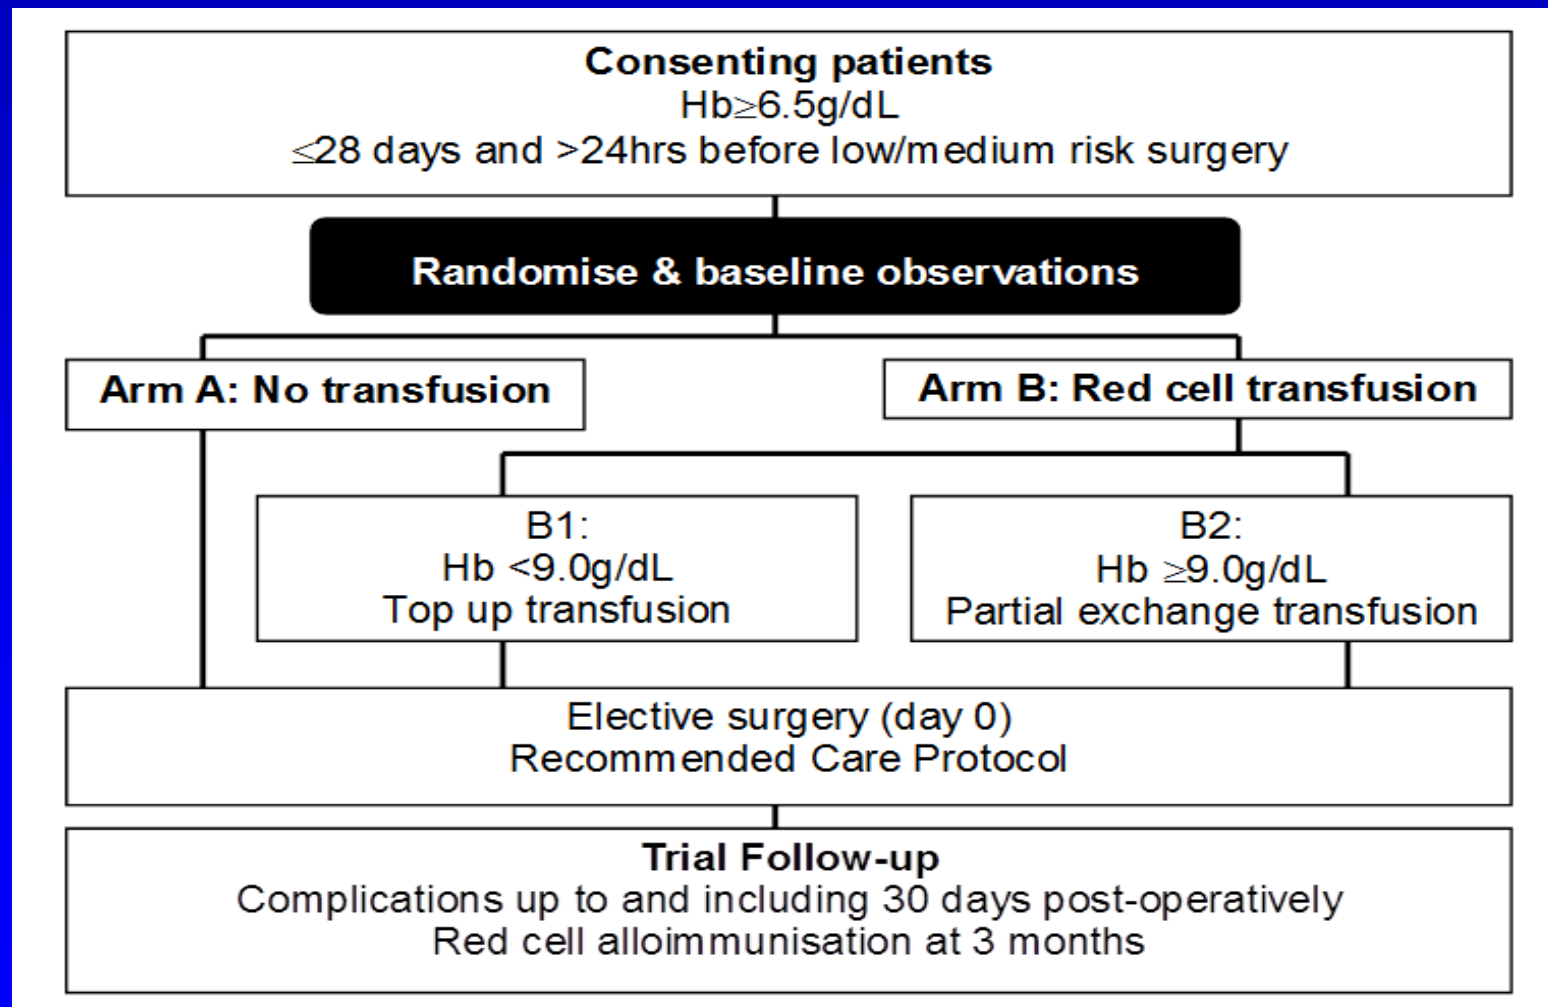 Consenting patients
Hb≥6.5g/dL
≤28 days and >24hrs before low/medium risk surgery
Randomise & baseline observations
Arm A: No transfusion
Arm B: Red cell transfusion
B1:
Hb <9.0g/dL
Top up transfusion
B2:
Hb ≥9.0g/dL
Partial exchange transfusion
Elective surgery (day 0)
Recommended Care Protocol
Trial Follow-up
Complications up to and including 30 days post-operatively
Red cell alloimmunisation at 3 months